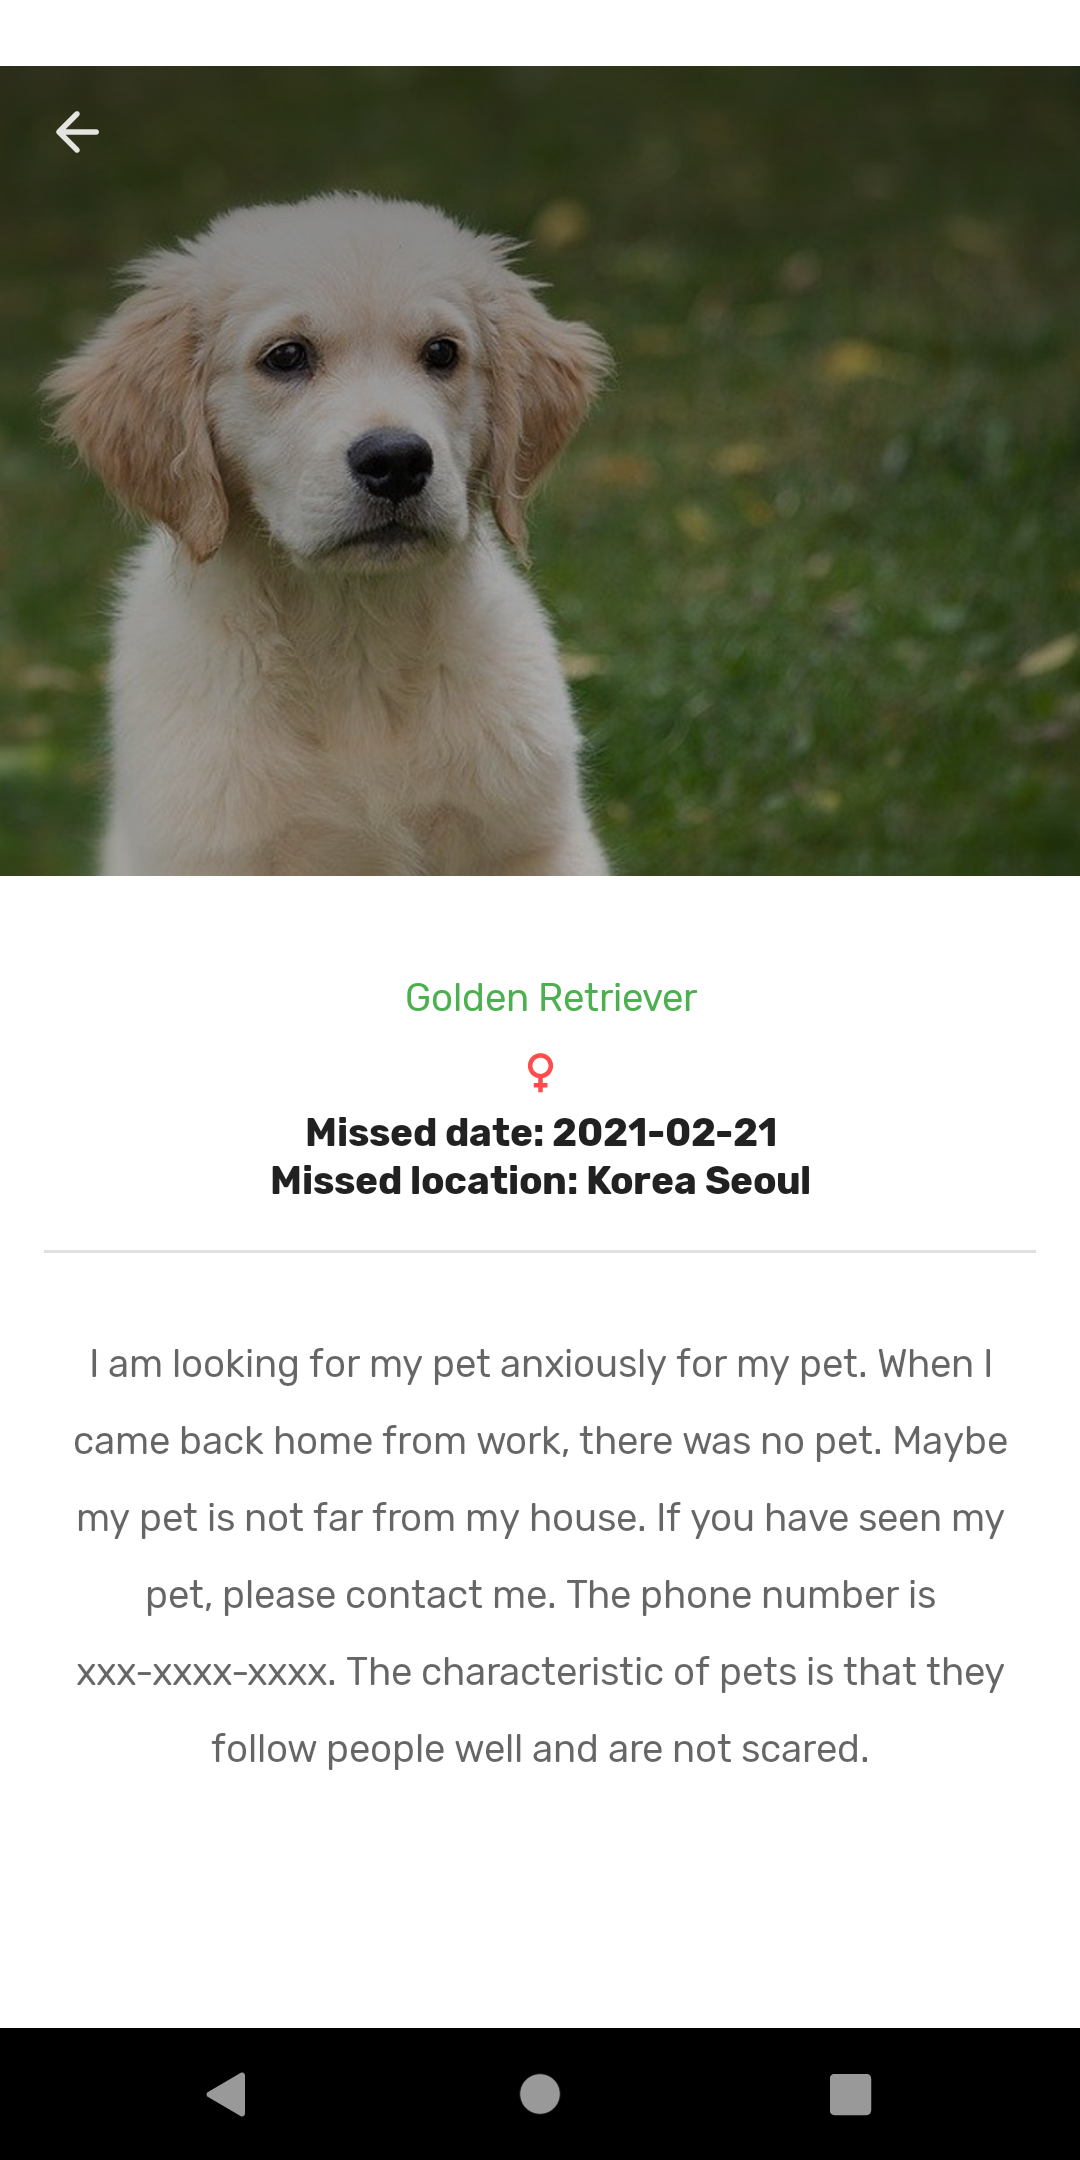 Golden Retriever
Missed date: 2021-02-21
Missed location: Korea Seoul
I am looking for my pet anxiously for my pet. When I
came back home from work, there was no pet. Maybe
my pet is not far from my house. If you have seen my
pet, please contact me. The phone number is
xxx-xxxx-xxxx. The characteristic of pets is that they
follow people well and are not scared.